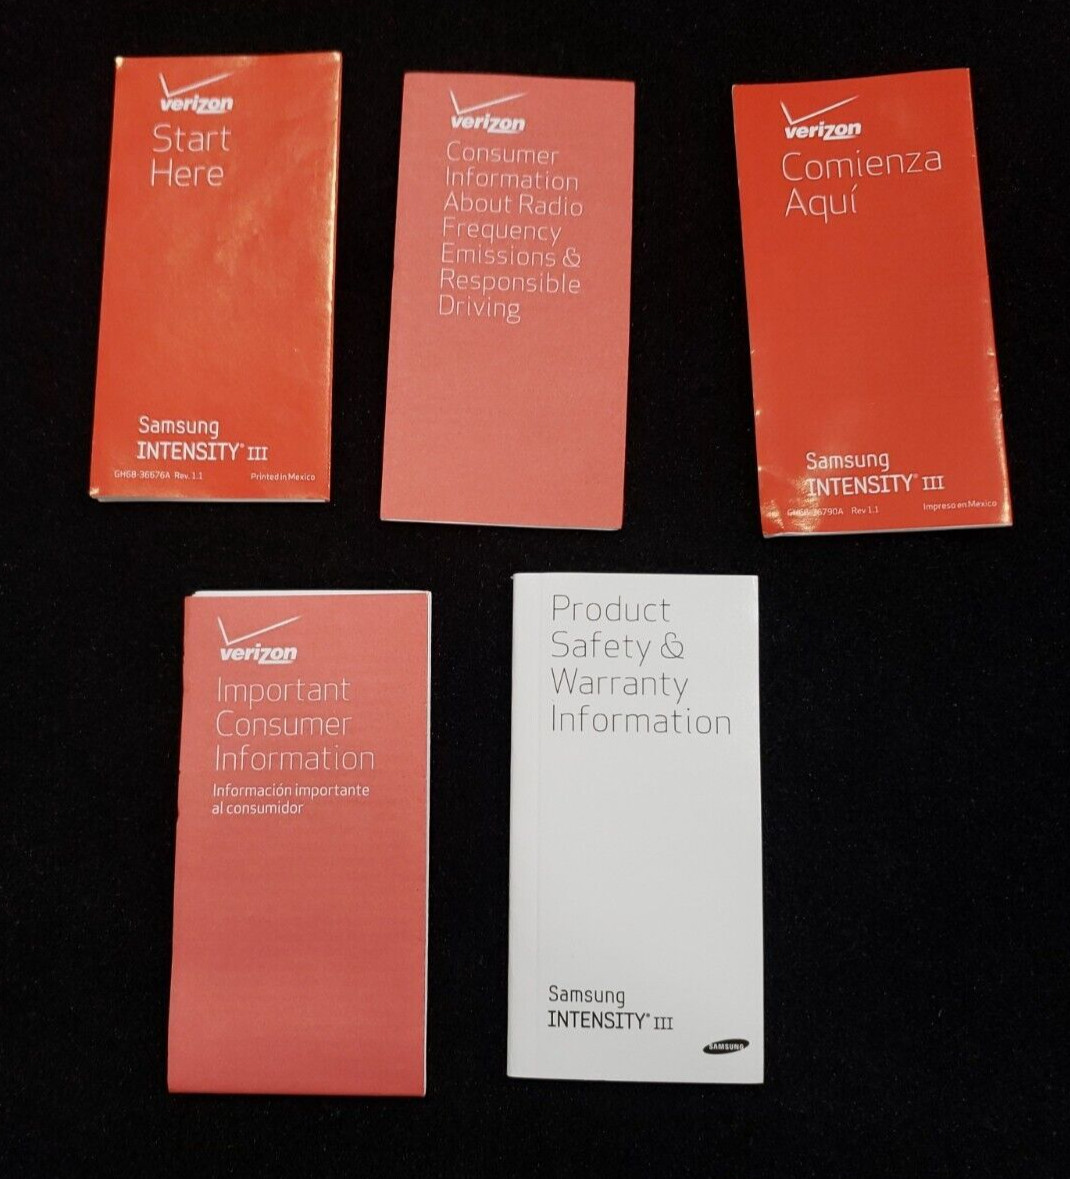 verizon
Start
Here
Samsung
INTENSITY® III
GH68-36676A Rev. 1.1 Printed in Mexico
verizon
Consumer
Information
About Radio
Frequency
Emissions &
Responsible
Driving
verizon
Comienza
Aquí
Samsung
INTENSITY® III
Rev 1.1 Impreso en Mexico
verizon
Important
Consumer
Information
Información importante
al consumidor
Product
Safety &
Warranty
Information
Samsung
INTENSITY® III
SAMSUNG